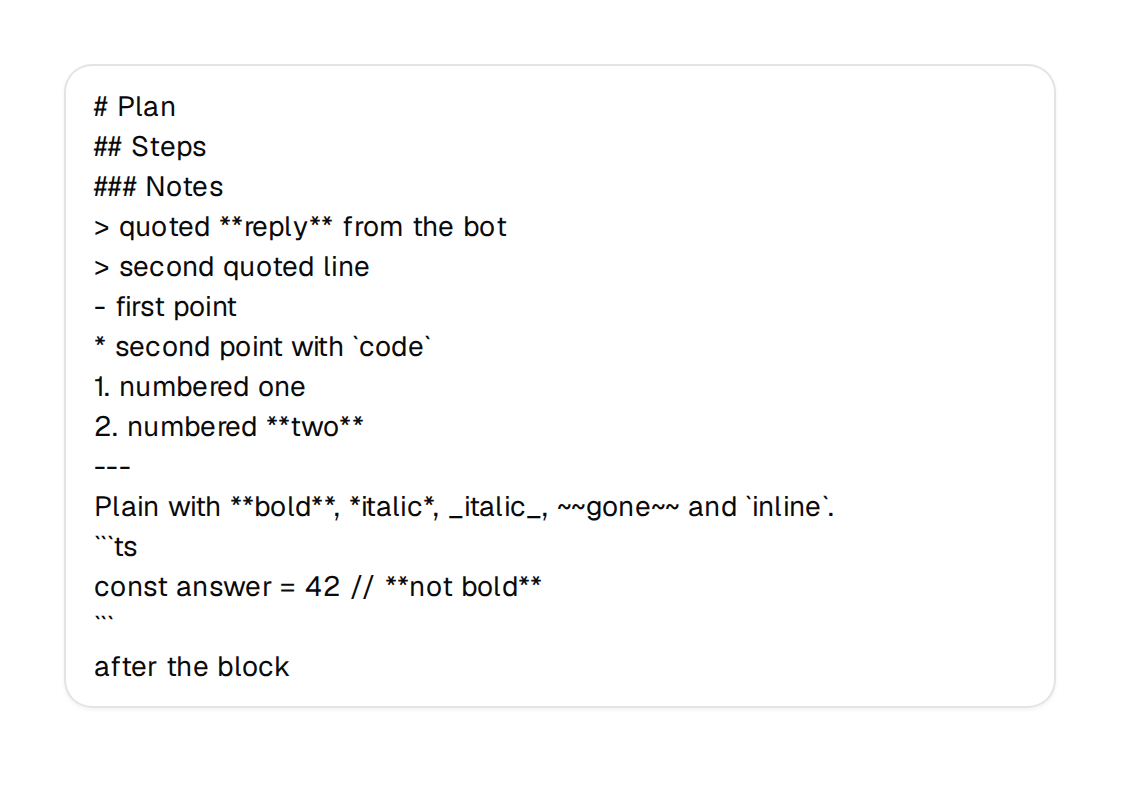 # Plan
## Steps
### Notes
> quoted **reply** from the bot
> second quoted line
- first point
* second point with `code`
1. numbered one
2. numbered **two**
---
Plain with **bold**, *italic*, _italic_, ~~gone~~ and `inline`.
```ts
const answer = 42 // **not bold**
```
after the block